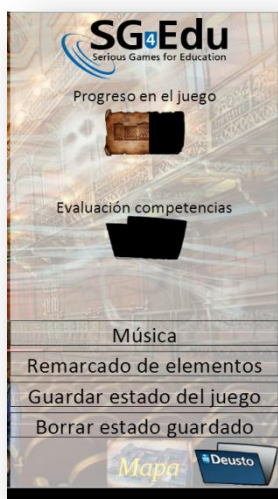 SG4Edu
Serious Games for Education
Progreso en el juego
Evaluación competencias
Música
Remarcado de elementos
Guardar estado del juego
Borrar estado guardado
Mapa
Deusto